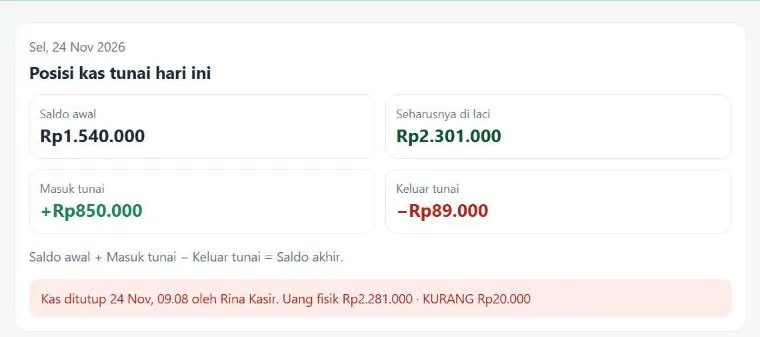 Sel, 24 Nov 2026
Posisi kas tunai hari ini
Saldo awal
Rp1.540.000
Seharusnya di laci
Rp2.301.000
Masuk tunai
+Rp850.000
Keluar tunai
−Rp89.000
Saldo awal + Masuk tunai − Keluar tunai = Saldo akhir.
Kas ditutup 24 Nov, 09.08 oleh Rina Kasir. Uang fisik Rp2.281.000 · KURANG Rp20.000